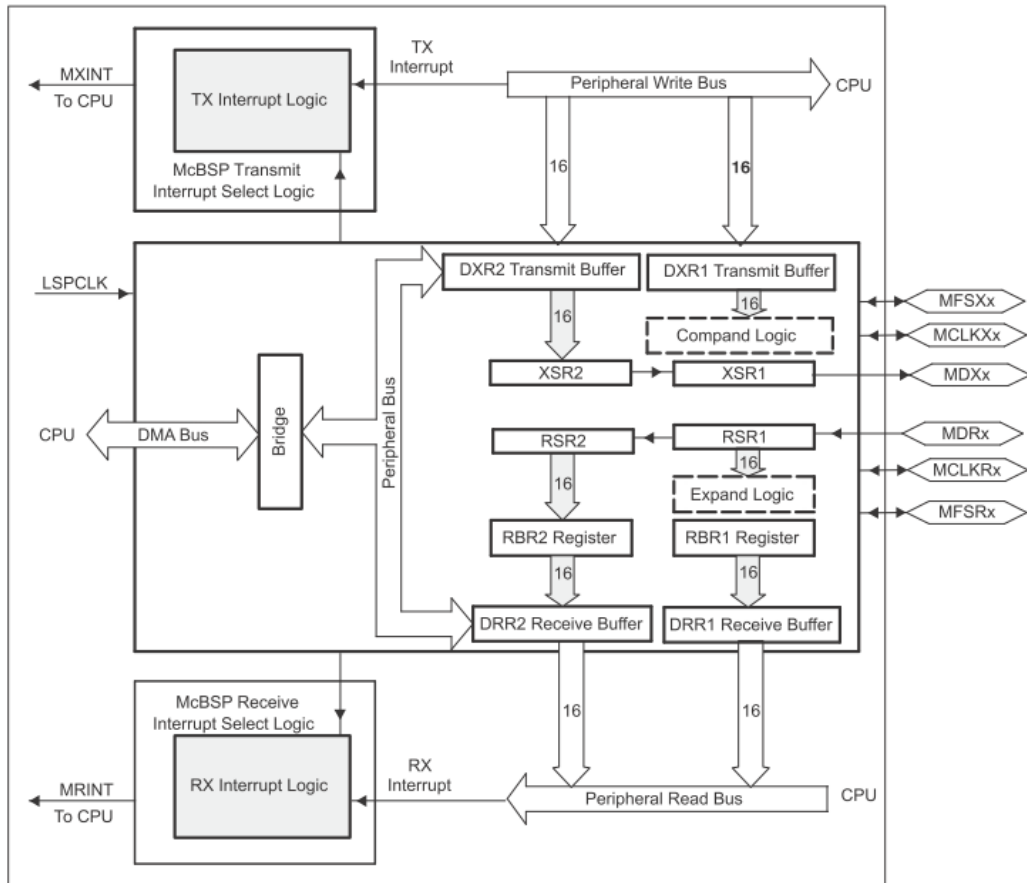 TX
Interrupt
MXINT
To CPU
TX Interrupt Logic
Peripheral Write Bus
CPU
McBSP Transmit
Interrupt Select Logic
16
16
LSPCLK
DXR2 Transmit Buffer
DXR1 Transmit Buffer
MFSXx
16
16
Compand Logic
MCLKXx
XSR2
XSR1
MDXx
CPU
DMA Bus
Bridge
Peripheral Bus
RSR2
RSR1
MDRx
16
16
MCLKRx
Expand Logic
MFSRx
RBR2 Register
RBR1 Register
16
16
DRR2 Receive Buffer
DRR1 Receive Buffer
McBSP Receive
Interrupt Select Logic
16
16
RX
Interrupt
MRINT
To CPU
RX Interrupt Logic
Peripheral Read Bus
CPU